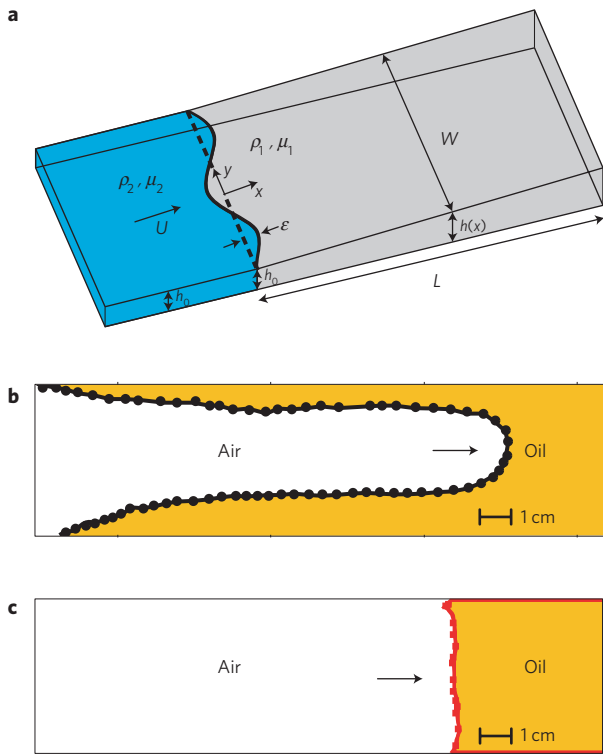 a
ρ1, μ1
W
ρ2, μ2
y
x
U
ε
h(x)
h0
h0
L
b
Air
Oil
1 cm
c
Air
Oil
1 cm